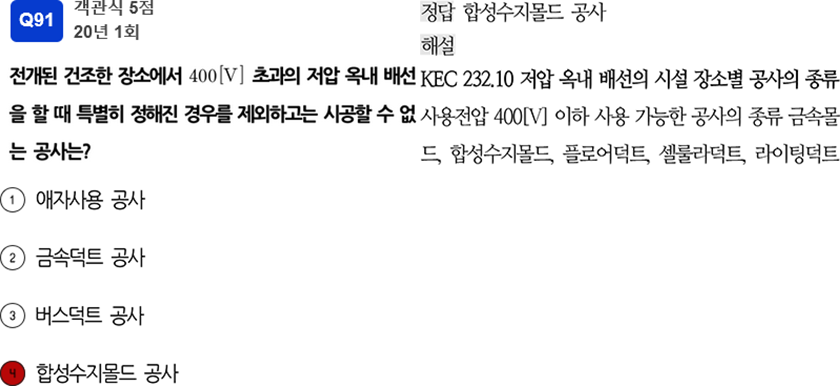 Q91
객관식 5점
20년 1회
전개된 건조한 장소에서 400[V] 초과의 저압 옥내 배선
을 할 때 특별히 정해진 경우를 제외하고는 시공할 수 없
는 공사는?
① 애자사용 공사
② 금속덕트 공사
③ 버스덕트 공사
④ 합성수지몰드 공사
정답 합성수지몰드 공사
해설
KEC 232.10 저압 옥내 배선의 시설 장소별 공사의 종류
사용전압 400[V] 이하 사용 가능한 공사의 종류 금속몰
드, 합성수지몰드, 플로어덕트, 셀룰라덕트, 라이팅덕트